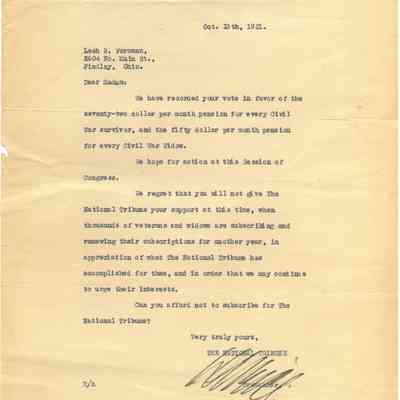 Oct. 13th, 1921.
Leah S. Forwman,
2404 No. Main St.,
Findlay, Ohio.
Dear Madam:
We have recorded your vote in favor of the
seventy-two dollar per month pension for every Civil
War survivor, and the fifty dollar per month pension
for every Civil War Widow.
We hope for action at this Session of
Congress.
We regret that you will not give The
National Tribune your support at this time, when
thousands of veterans and widows are subscribing and
renewing their subscriptions for another year, in
appreciation of what The National Tribune has
accomplished for them, and in order that we may continue
to urge their interests.
Can you afford not to subscribe for The
National Tribune?
Very truly yours,
THE NATIONAL TRIBUNE